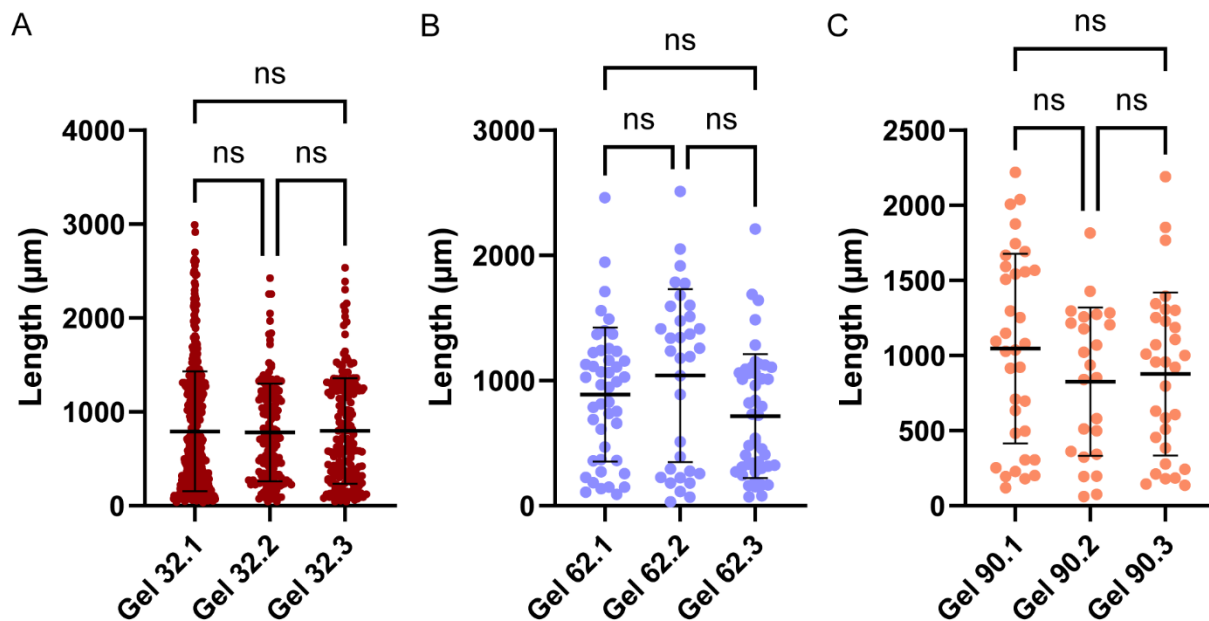 A
ns
ns
ns
4000
3000
2000
1000
0
Length (µm)
Gel 32.1
Gel 32.2
Gel 32.3
B
ns
ns
ns
3000
2000
1000
0
Length (µm)
Gel 62.1
Gel 62.2
Gel 62.3
C
ns
ns
ns
2500
2000
1500
1000
500
0
Length (µm)
Gel 90.1
Gel 90.2
Gel 90.3